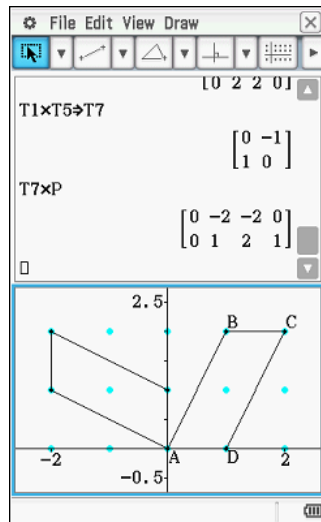 File Edit View Draw
[0 2 2 0]
T1×T5⇒T7
[0 -1]
[1 0]
T7×P
[0 -2 -2 0]
[0 1 2 1]
2.5
B C
-2 A D 2
-0.5